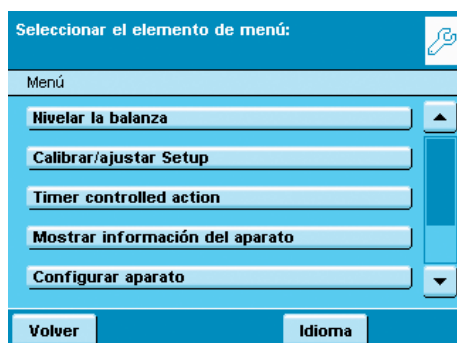 Seleccionar el elemento de menú:
Menú
Nivelar la balanza
Calibrar/ajustar Setup
Timer controlled action
Mostrar información del aparato
Configurar aparato
Volver
Idioma